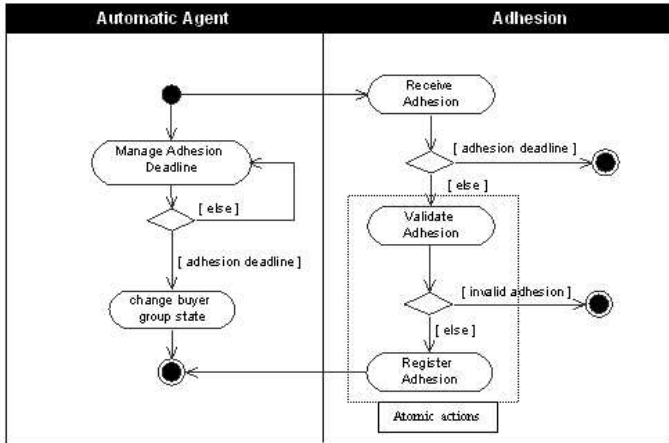 Automatic Agent
Adhesion
Receive
Adhesion
Manage Adhesion
Deadline
[ adhesion deadline ]
[ else ]
[ else ]
Validate
Adhesion
[ adhesion deadline ]
change buyer
group state
[ invalid adhesion ]
[ else ]
Register
Adhesion
Atomic actions